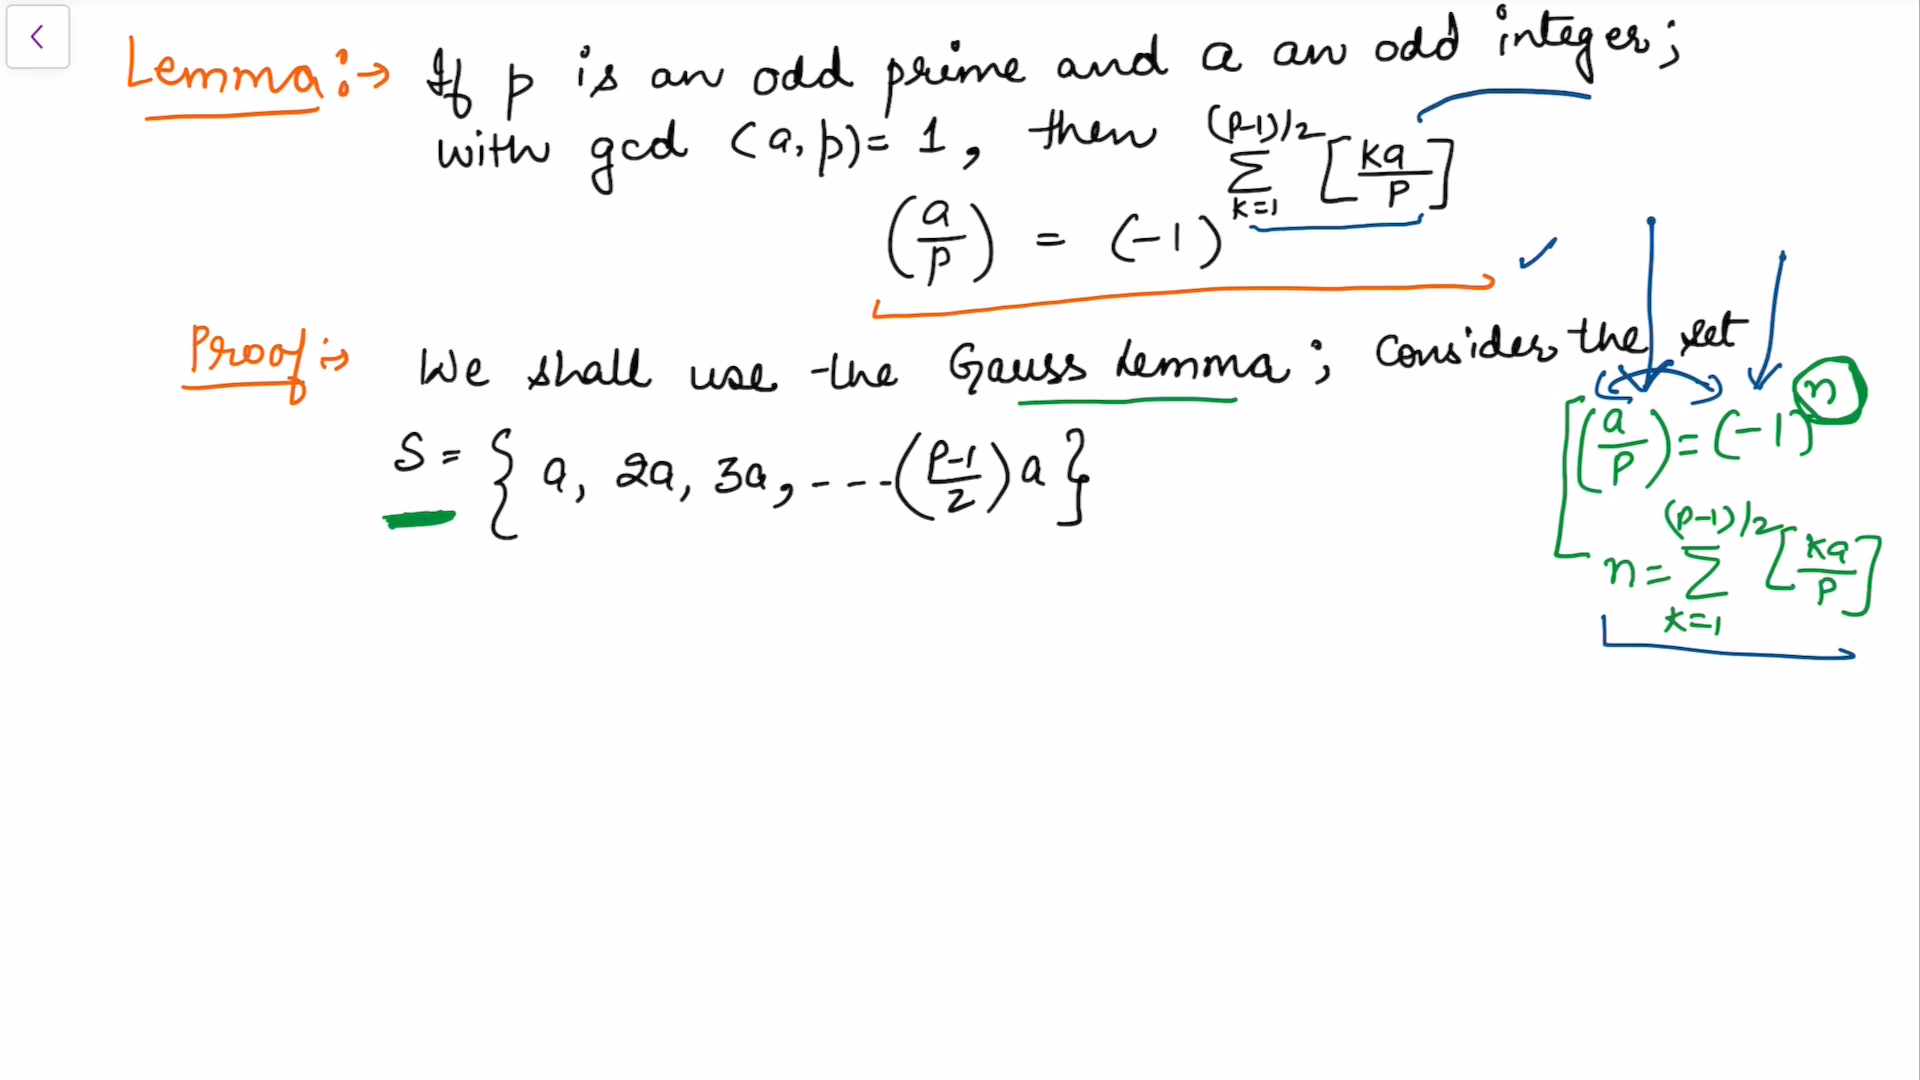 Lemma :→ If p is an odd prime and a an odd integer;
with gcd (a, p) = 1, then
(a/p) = (-1)^{Σ_{k=1}^{(p-1)/2} [ka/p]} ✓
Proof :→ We shall use the Gauss Lemma; Consider the set
S = { a, 2a, 3a, ---- ((p-1)/2) a }
(a/p) = (-1)^n
n = Σ_{k=1}^{(p-1)/2} [ka/p]